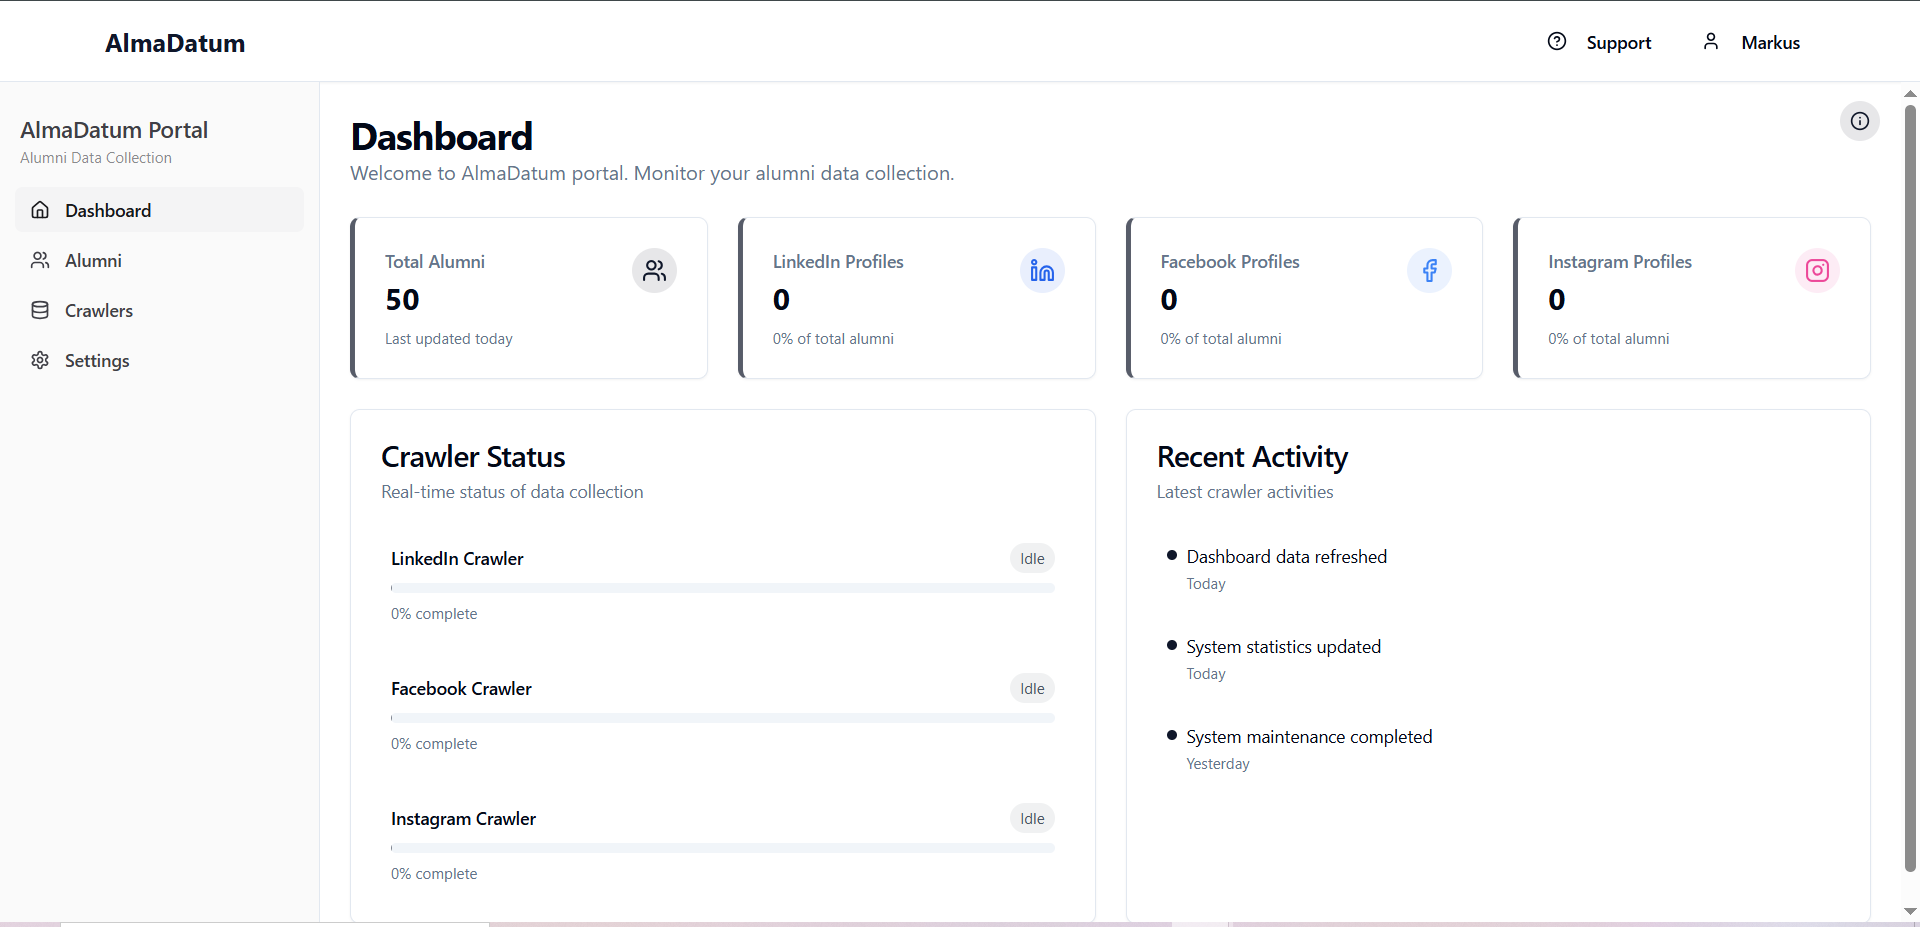 AlmaDatum
Support
Markus
AlmaDatum Portal
Alumni Data Collection
Dashboard
Alumni
Crawlers
Settings
Dashboard
Welcome to AlmaDatum portal. Monitor your alumni data collection.
Total Alumni
50
Last updated today
LinkedIn Profiles
0
0% of total alumni
Facebook Profiles
0
0% of total alumni
Instagram Profiles
0
0% of total alumni
Crawler Status
Real-time status of data collection
LinkedIn Crawler
Idle
0% complete
Facebook Crawler
Idle
0% complete
Instagram Crawler
Idle
0% complete
Recent Activity
Latest crawler activities
Dashboard data refreshed
Today
System statistics updated
Today
System maintenance completed
Yesterday